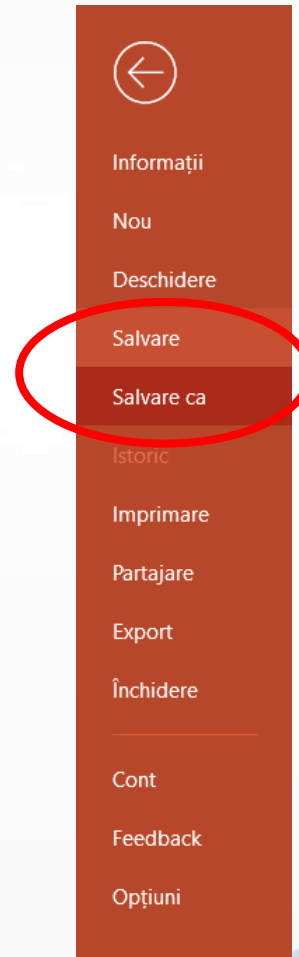 Informații
Nou
Deschidere
Salvare
Salvare ca
Istoric
Imprimare
Partajare
Export
Închidere
Cont
Feedback
Opțiuni